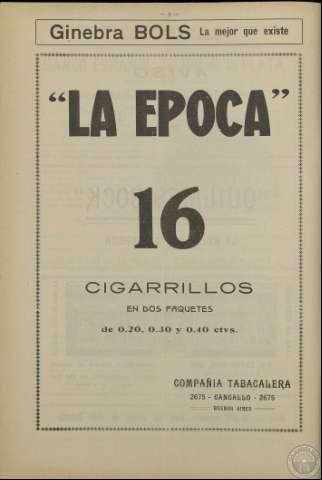 Ginebra BOLS La mejor que existe
"LA EPOCA"
16
CIGARRILLOS
EN DOS PAQUETES
de 0.20, 0.30 y 0.40 ctvs.
COMPAÑIA TABACALERA
2675 - CANGALLO - 2675
BUENOS AIRES